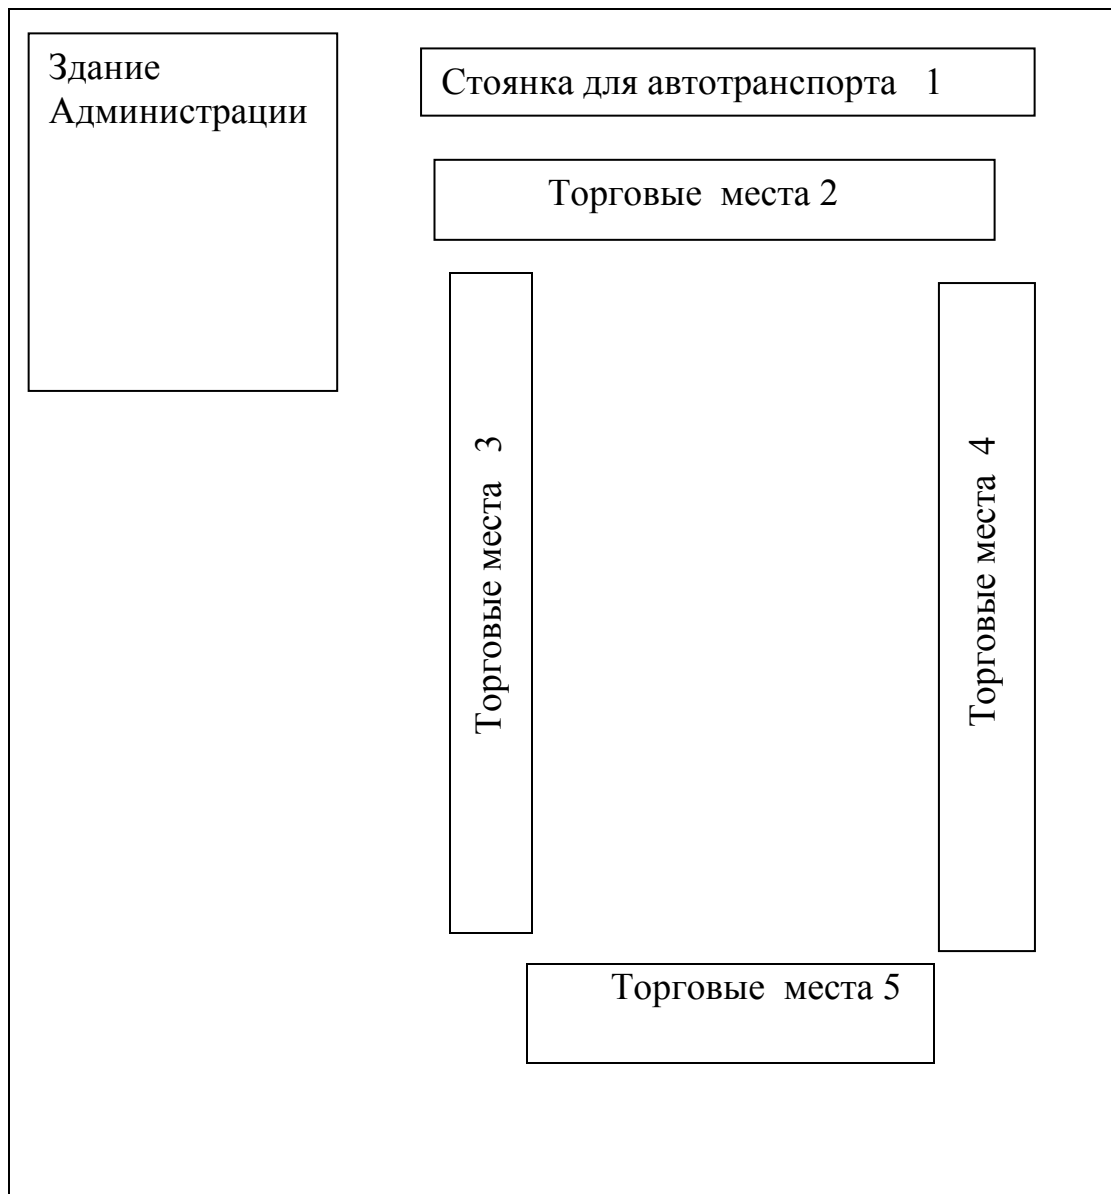 Здание
Администрации
Стоянка для автотранспорта 1
Торговые места 2
Торговые места 3
Торговые места 4
Торговые места 5